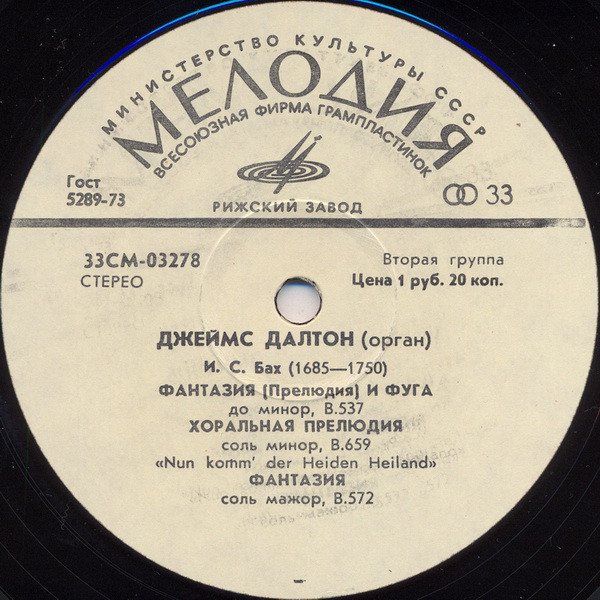 МИНИСТЕРСТВО КУЛЬТУРЫ СССР
МЕЛОДИЯ
ВСЕСОЮЗНАЯ ФИРМА ГРАМПЛАСТИНОК
Гост
5289-73
33
РИЖСКИЙ ЗАВОД
33СМ-03278
СТЕРЕО
Вторая группа
Цена 1 руб. 20 коп.
ДЖЕЙМС ДАЛТОН (орган)
И. С. Бах (1685—1750)
ФАНТАЗИЯ (Прелюдия) И ФУГА
до минор, В.537
ХОРАЛЬНАЯ ПРЕЛЮДИЯ
соль минор, В.659
«Nun komm' der Heiden Heiland»
ФАНТАЗИЯ
соль мажор, В.572